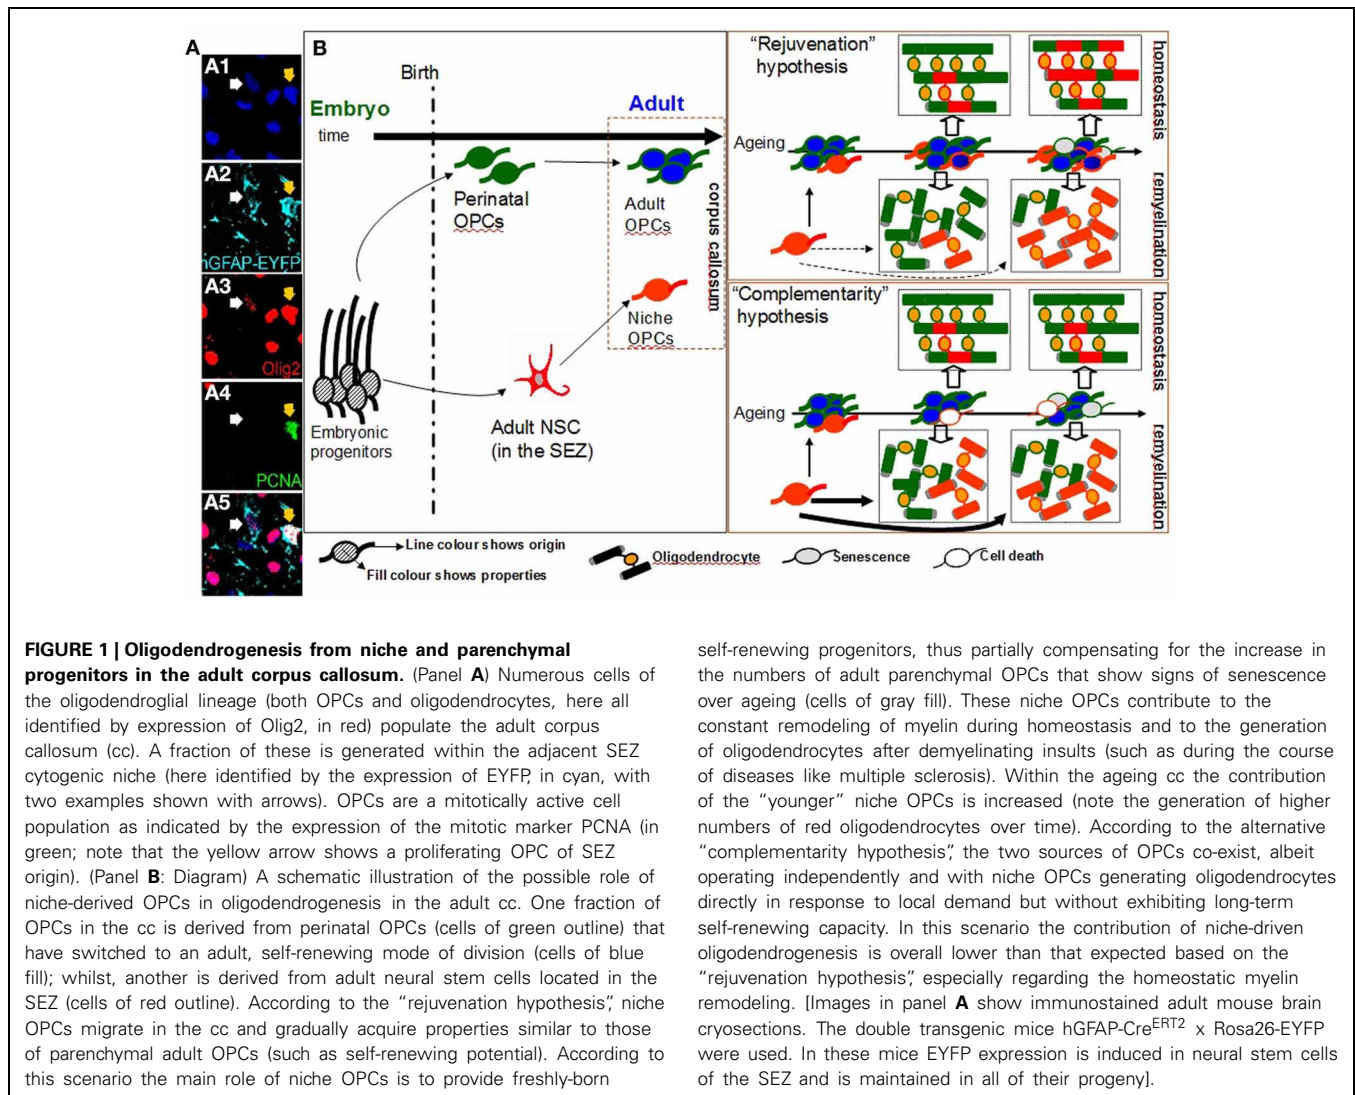 A
A1
A2
hGFAP-EYFP
A3
Olig2
A4
PCNA
A5
B
Birth
Embryo
Adult
time
Perinatal
OPCs
Adult
OPCs
corpus callosum
Niche
OPCs
Embryonic
progenitors
Adult NSC
(in the SEZ)
"Rejuvenation"
hypothesis
homeostasis
Ageing
remyelination
"Complementarity"
hypothesis
homeostasis
Ageing
remyelination
Line colour shows origin
Fill colour shows properties
Oligodendrocyte
Senescence
Cell death
FIGURE 1 | Oligodendrogenesis from niche and parenchymal
progenitors in the adult corpus callosum. (Panel A) Numerous cells of
the oligodendroglial lineage (both OPCs and oligodendrocytes, here all
identified by expression of Olig2, in red) populate the adult corpus
callosum (cc). A fraction of these is generated within the adjacent SEZ
cytogenic niche (here identified by the expression of EYFP, in cyan, with
two examples shown with arrows). OPCs are a mitotically active cell
population as indicated by the expression of the mitotic marker PCNA (in
green; note that the yellow arrow shows a proliferating OPC of SEZ
origin). (Panel B: Diagram) A schematic illustration of the possible role of
niche-derived OPCs in oligodendrogenesis in the adult cc. One fraction of
OPCs in the cc is derived from perinatal OPCs (cells of green outline) that
have switched to an adult, self-renewing mode of division (cells of blue
fill); whilst, another is derived from adult neural stem cells located in the
SEZ (cells of red outline). According to the "rejuvenation hypothesis", niche
OPCs migrate in the cc and gradually acquire properties similar to those
of parenchymal adult OPCs (such as self-renewing potential). According to
this scenario the main role of niche OPCs is to provide freshly-born
self-renewing progenitors, thus partially compensating for the increase in
the numbers of adult parenchymal OPCs that show signs of senescence
over ageing (cells of gray fill). These niche OPCs contribute to the
constant remodeling of myelin during homeostasis and to the generation
of oligodendrocytes after demyelinating insults (such as during the course
of diseases like multiple sclerosis). Within the ageing cc the contribution
of the "younger" niche OPCs is increased (note the generation of higher
numbers of red oligodendrocytes over time). According to the alternative
"complementarity hypothesis", the two sources of OPCs co-exist, albeit
operating independently and with niche OPCs generating oligodendrocytes
directly in response to local demand but without exhibiting long-term
self-renewing capacity. In this scenario the contribution of niche-driven
oligodendrogenesis is overall lower than that expected based on the
"rejuvenation hypothesis", especially regarding the homeostatic myelin
remodeling. [Images in panel A show immunostained adult mouse brain
cryosections. The double transgenic mice hGFAP-CreERT2 x Rosa26-EYFP
were used. In these mice EYFP expression is induced in neural stem cells
of the SEZ and is maintained in all of their progeny].